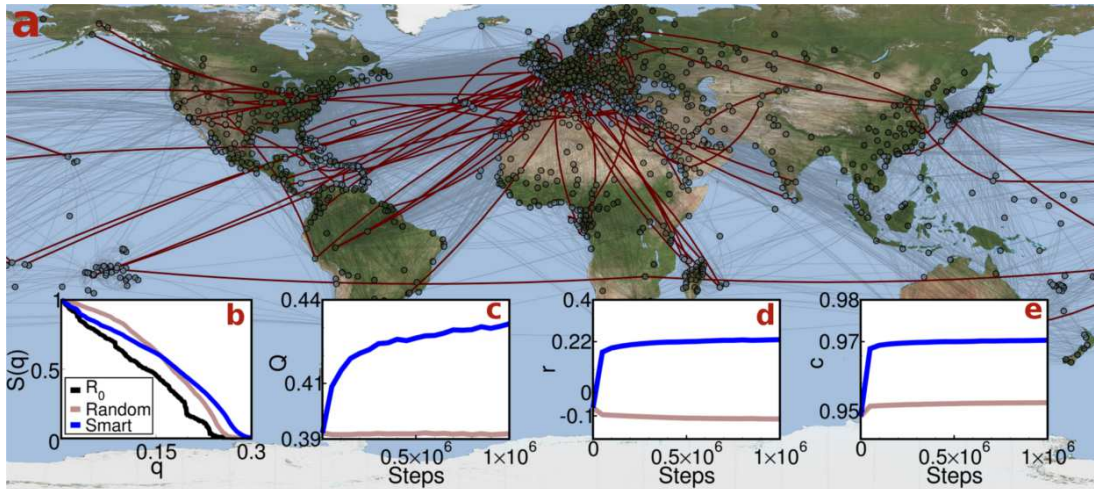 a
b
S(q)
1
0.5
0
0.15
0.3
q
R0
Random
Smart
c
Q
0.44
0.41
0.39
0.5×10^6
1×10^6
Steps
d
r
0.4
0.22
0
-0.1
0
0.5×10^6
1×10^6
Steps
e
c
0.98
0.97
0.95
0
0.5×10^6
1×10^6
Steps